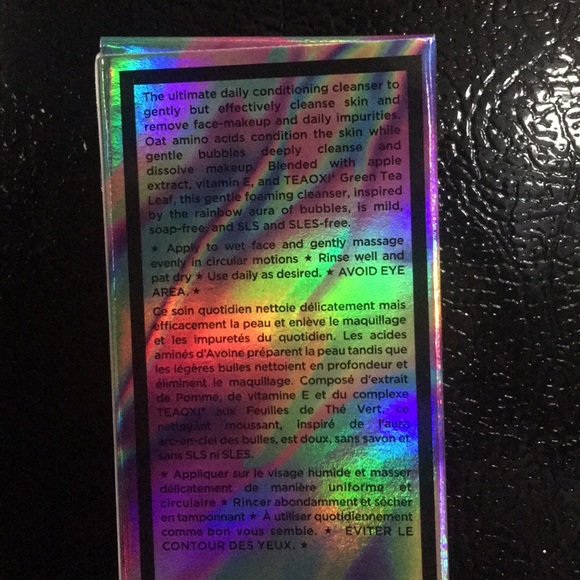 The ultimate daily conditioning cleanser to
gently but effectively cleanse skin and
remove face-makeup and daily impurities.
Oat amino acids condition the skin while
gentle bubbles deeply cleanse and
dissolve makeup. Blended with apple
extract, vitamin E, and TEAOXI® Green Tea
Leaf, this gentle foaming cleanser, inspired
by the rainbow aura of bubbles, is mild,
soap-free, and SLS and SLES-free.
★ Apply to wet face and gently massage
evenly in circular motions ★ Rinse well and
pat dry ★ Use daily as desired. ★ AVOID EYE
AREA. ★
Ce soin quotidien nettoie délicatement mais
efficacement la peau et enlève le maquillage
et les impuretés du quotidien. Les acides
aminés d'Avoine préparent la peau tandis que
les légères bulles nettoient en profondeur et
éliminent le maquillage. Composé d'extrait
de Pomme, de vitamine E et du complexe
TEAOXI® aux Feuilles de Thé Vert, ce
nettoyant moussant, inspiré de l'aura
arc-en-ciel des bulles, est doux, sans savon et
sans SLS ni SLES.
★ Appliquer sur le visage humide et masser
délicatement de manière uniforme et
circulaire ★ Rincer abondamment et sécher
en tamponnant ★ À utiliser quotidiennement
comme bon vous semble. ★ ÉVITER LE
CONTOUR DES YEUX. ★